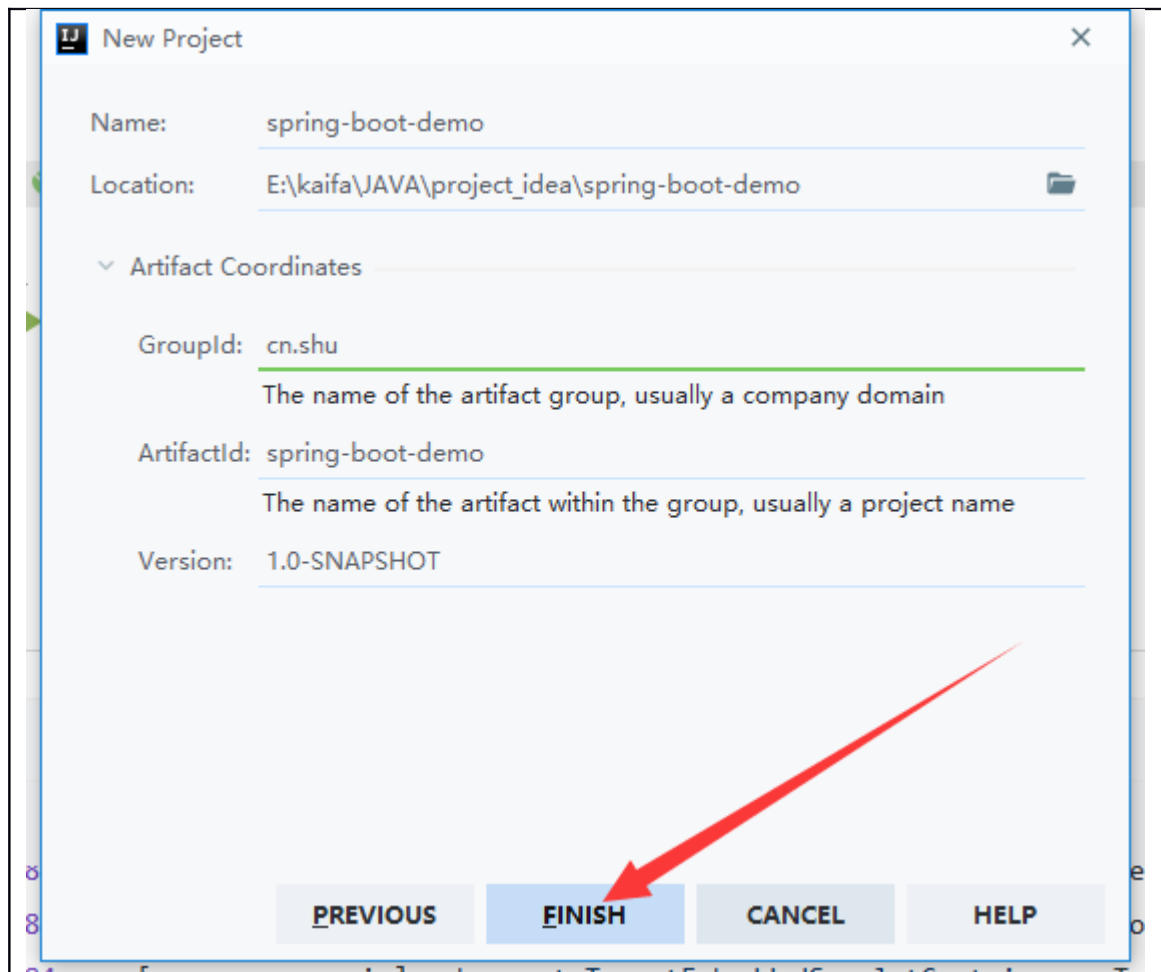 IJ New Project
Name: spring-boot-demo
Location: E:\kaifa\JAVA\project_idea\spring-boot-demo
Artifact Coordinates
GroupId: cn.shu
The name of the artifact group, usually a company domain
ArtifactId: spring-boot-demo
The name of the artifact within the group, usually a project name
Version: 1.0-SNAPSHOT
PREVIOUS FINISH CANCEL HELP